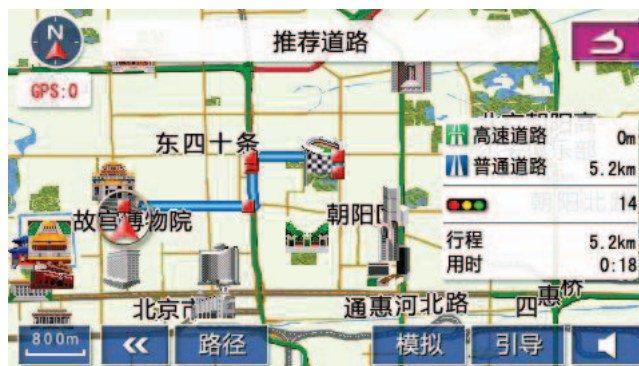 N
推荐道路
GPS:0
东四十条
高速道路 0m
普通道路 5.2km
14
故宫博物院
朝阳门
行程 5.2km
用时 0:18
北京市
通惠河北路
四惠桥
800m
路径
模拟
引导